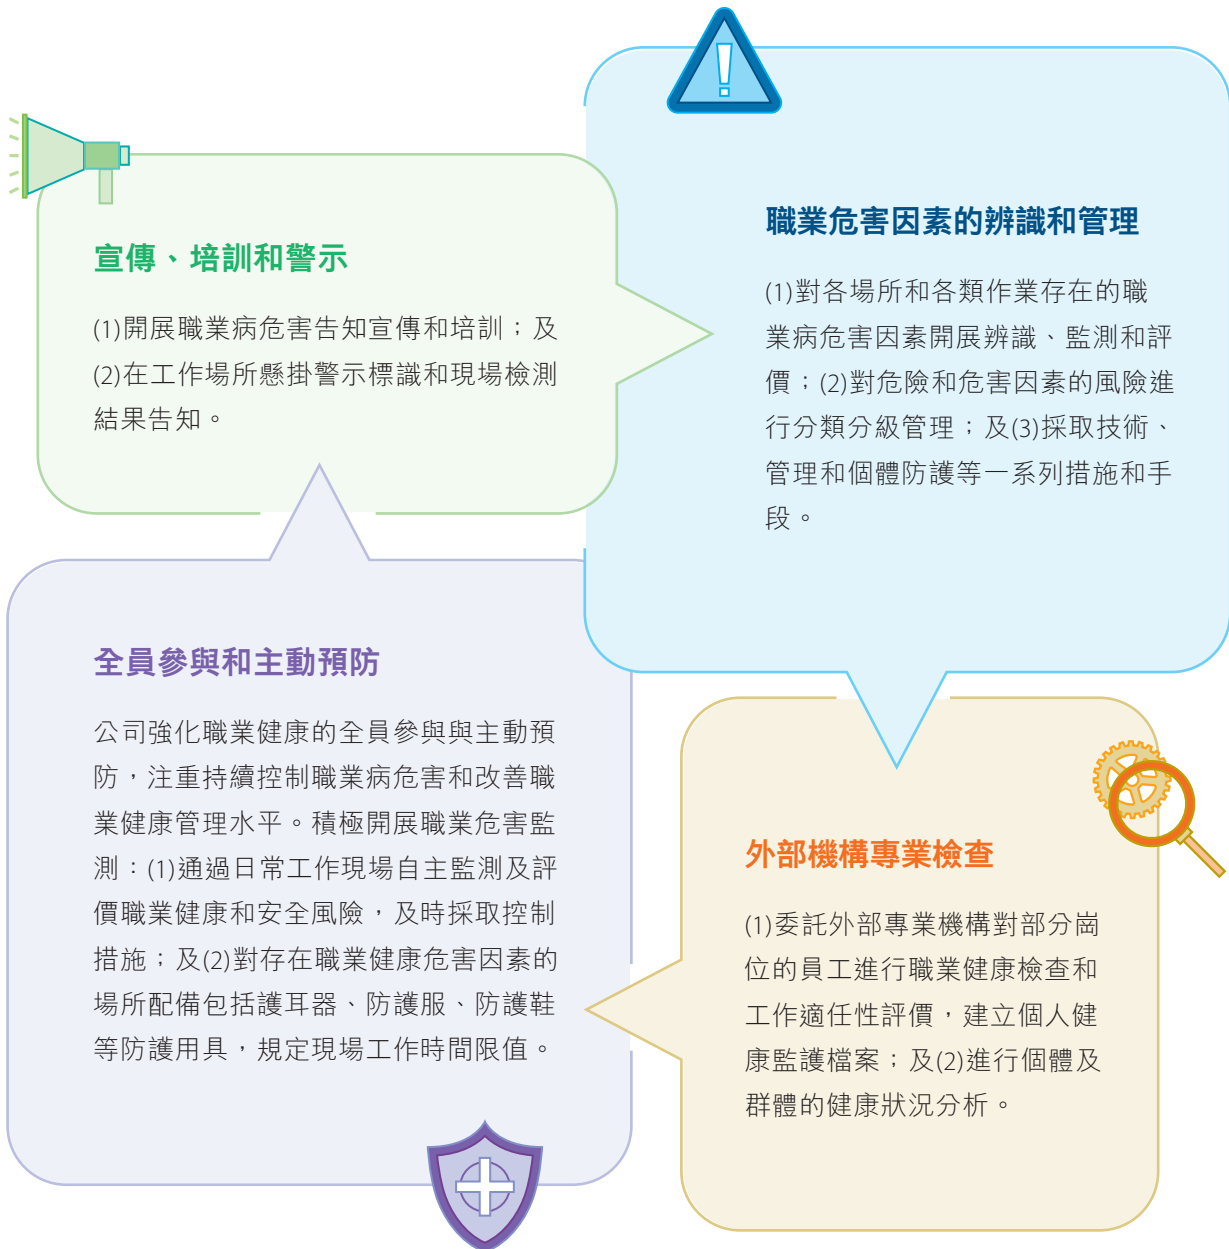 宣傳、培訓和警示
(1)開展職業病危害告知宣傳和培訓；及
(2)在工作場所懸掛警示標識和現場檢測
結果告知。
職業危害因素的辨識和管理
(1)對各場所和各類作業存在的職
業病危害因素開展辨識、監測和評
價；(2)對危險和危害因素的風險進
行分類分級管理；及(3)採取技術、
管理和個體防護等一系列措施和手
段。
全員參與和主動預防
公司強化職業健康的全員參與與主動預
防，注重持續控制職業病危害和改善職
業健康管理水平。積極開展職業危害監
測：(1)通過日常工作現場自主監測及評
價職業健康和安全風險，及時採取控制
措施；及(2)對存在職業健康危害因素的
場所配備包括護耳器、防護服、防護鞋
等防護用具，規定現場工作時間限值。
外部機構專業檢查
(1)委託外部專業機構對部分崗
位的員工進行職業健康檢查和
工作適任性評價，建立個人健
康監護檔案；及(2)進行個體及
群體的健康狀況分析。